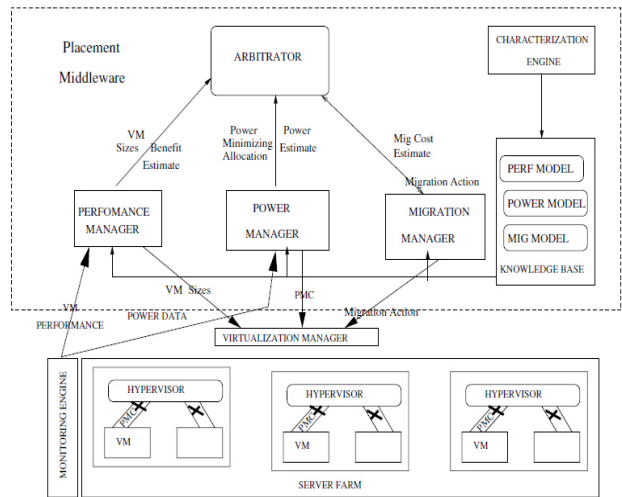 Placement
Middleware
ARBITRATOR
CHARACTERIZATION
ENGINE
VM
Sizes
Benefit
Estimate
Power
Minimizing
Allocation
Power
Estimate
Mig Cost
Estimate
Migration Action
PERF MODEL
POWER MODEL
MIG MODEL
KNOWLEDGE BASE
PERFOMANCE
MANAGER
POWER
MANAGER
MIGRATION
MANAGER
VM Sizes
PMC
Migration Action
VM
PERFORMANCE
POWER DATA
VIRTUALIZATION MANAGER
MONITORING ENGINE
HYPERVISOR
PMC
VM
HYPERVISOR
PMC
VM
HYPERVISOR
PMC
VM
SERVER FARM